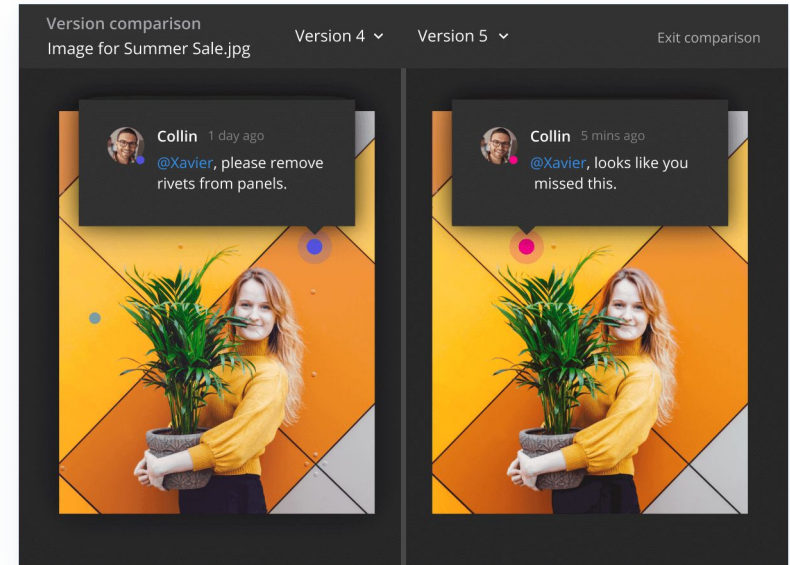 Version comparison
Image for Summer Sale.jpg
Version 4
Version 5
Exit comparison
Collin 1 day ago
@Xavier, please remove
rivets from panels.
Collin 5 mins ago
@Xavier, looks like you
missed this.